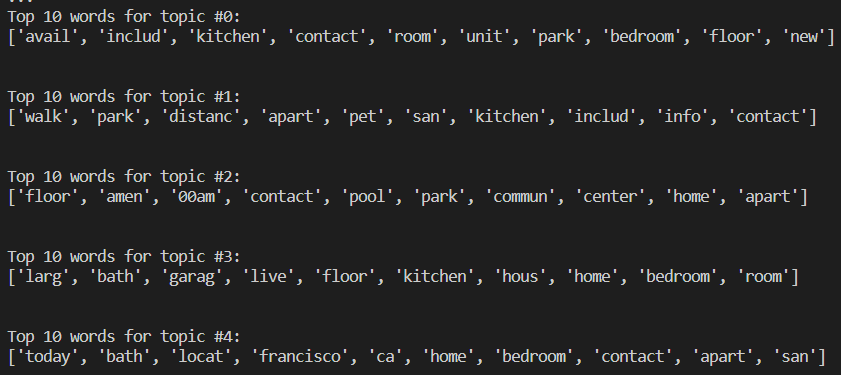 Top 10 words for topic #0:
['avail', 'includ', 'kitchen', 'contact', 'room', 'unit', 'park', 'bedroom', 'floor', 'new']
Top 10 words for topic #1:
['walk', 'park', 'distanc', 'apart', 'pet', 'san', 'kitchen', 'includ', 'info', 'contact']
Top 10 words for topic #2:
['floor', 'amen', '00am', 'contact', 'pool', 'park', 'commun', 'center', 'home', 'apart']
Top 10 words for topic #3:
['larg', 'bath', 'garag', 'live', 'floor', 'kitchen', 'hous', 'home', 'bedroom', 'room']
Top 10 words for topic #4:
['today', 'bath', 'locat', 'francisco', 'ca', 'home', 'bedroom', 'contact', 'apart', 'san']